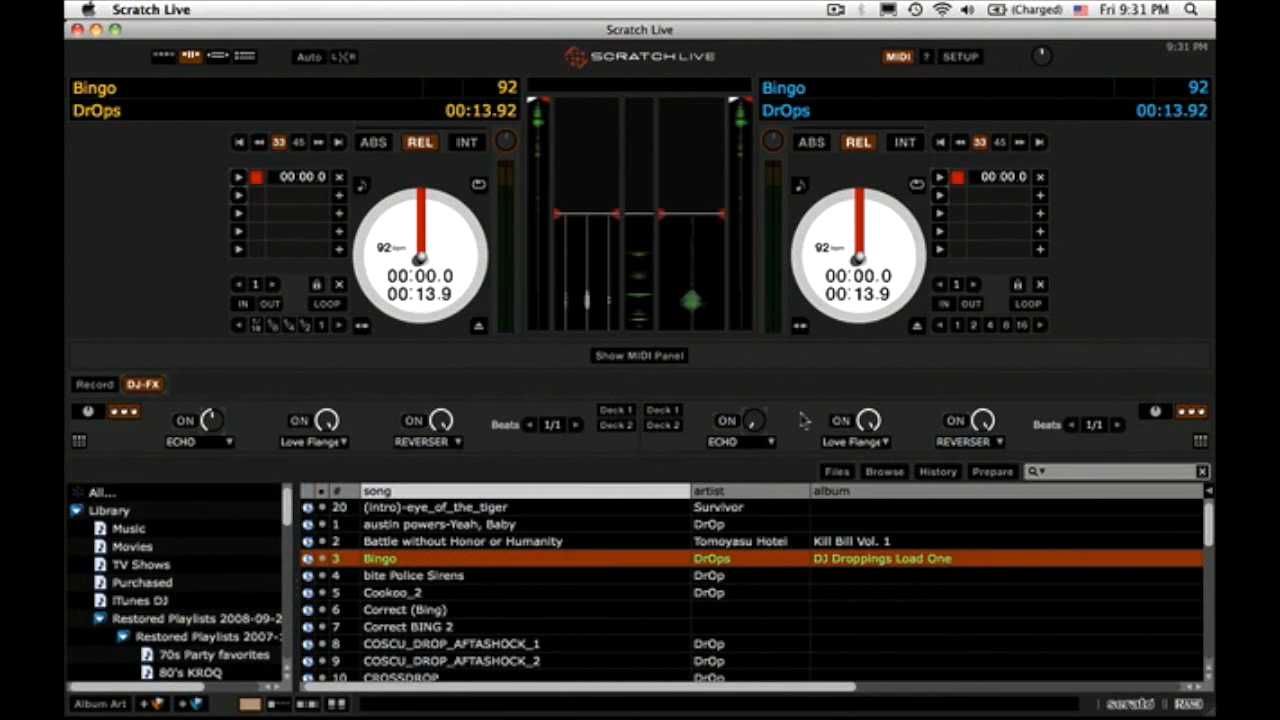 Scratch Live (Charged) Fri 9:31 PM
Scratch Live
Auto SCRATCHLIVE MIDI ? SETUP 9:31 PM
Bingo 92 Bingo 92
DrOps 00:13.92 DrOps 00:13.92
33 45 ABS REL INT ABS REL INT 33 45
00:00.0 00:00.0
92 bpm 92 bpm
00:00.0 00:00.0
00:13.9 00:13.9
1 1
IN OUT LOOP IN OUT LOOP
1 1 2 4 8 16
Show MIDI Panel
Record DJ-FX
ON ON ON Beats 1/1 Deck 1 Deck 1 ON ON ON Beats 1/1
Deck 2 Deck 2
ECHO Love Flange REVERSER ECHO Love Flange REVERSER
Files Browse History Prepare
All... # song artist album
Library 20 (intro)-eye_of_the_tiger Survivor
Music 1 austin powers-Yeah, Baby DrOp
Movies 2 Battle without Honor or Humanity Tomoyasu Hotei Kill Bill Vol. 1
TV Shows 3 Bingo DrOps DJ Droppings Load One
Purchased 4 bite Police Sirens DrOp
iTunes DJ 5 Cookoo_2 DrOp
Restored Playlists 2008-09-2 6 Correct (Bing)
Restored Playlists 2007- 7 Correct BING 2
70s Party favorites 8 COSCU_DROP_AFTASHOCK_1 DrOp
80's KROQ 9 COSCU_DROP_AFTASHOCK_2 DrOp
10 CROSSDROP DrOp
Album Art serato RANE